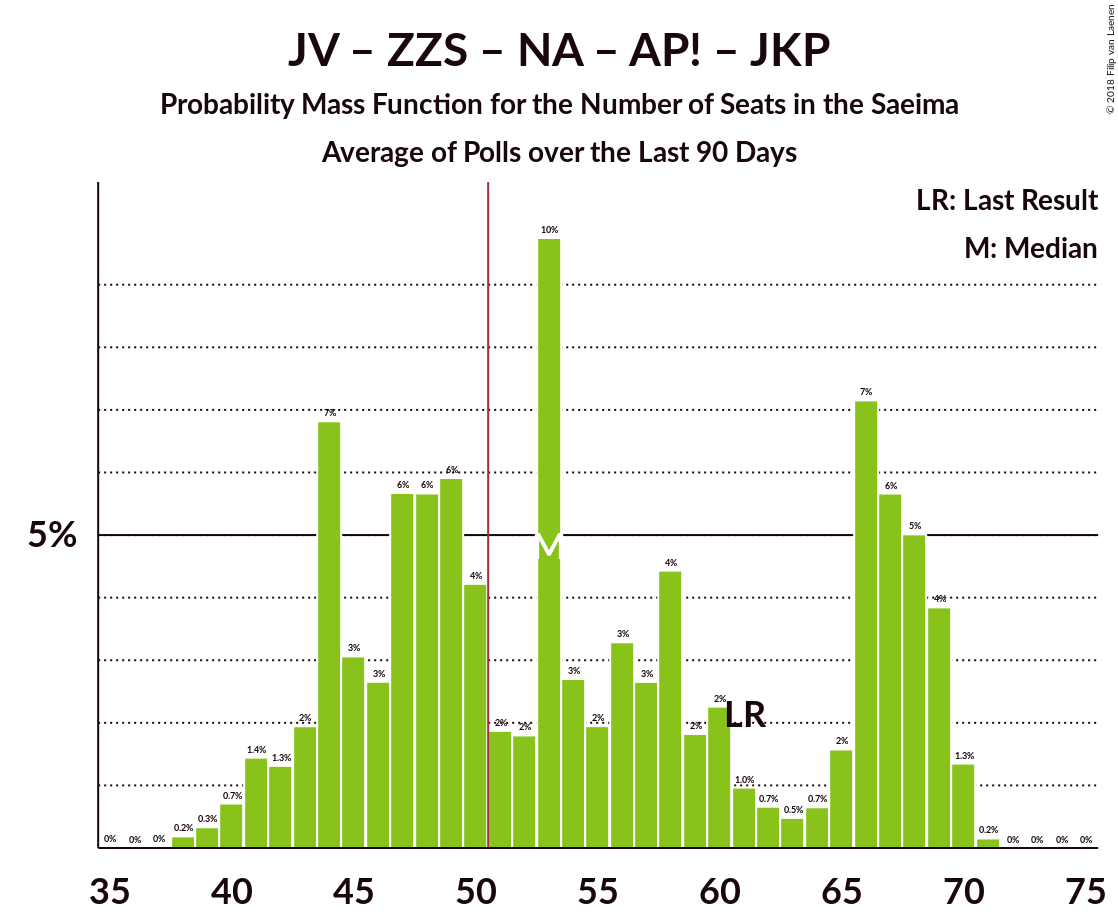 JV – ZZS – NA – AP! – JKP
Probability Mass Function for the Number of Seats in the Saeima
Average of Polls over the Last 90 Days
© 2018 Filip van Laenen
LR: Last Result
M: Median
5%
0% 0% 0% 0.2% 0.3% 0.7% 1.4% 1.3% 2% 7% 3% 3% 6% 6% 6% 4% 2% 2% 10% 3% 2% 3% 3% 4% 2% 2% 1.0% 0.7% 0.5% 0.7% 2% 7% 6% 5% 4% 1.3% 0.2% 0% 0% 0% 0%
M
LR
35 40 45 50 55 60 65 70 75